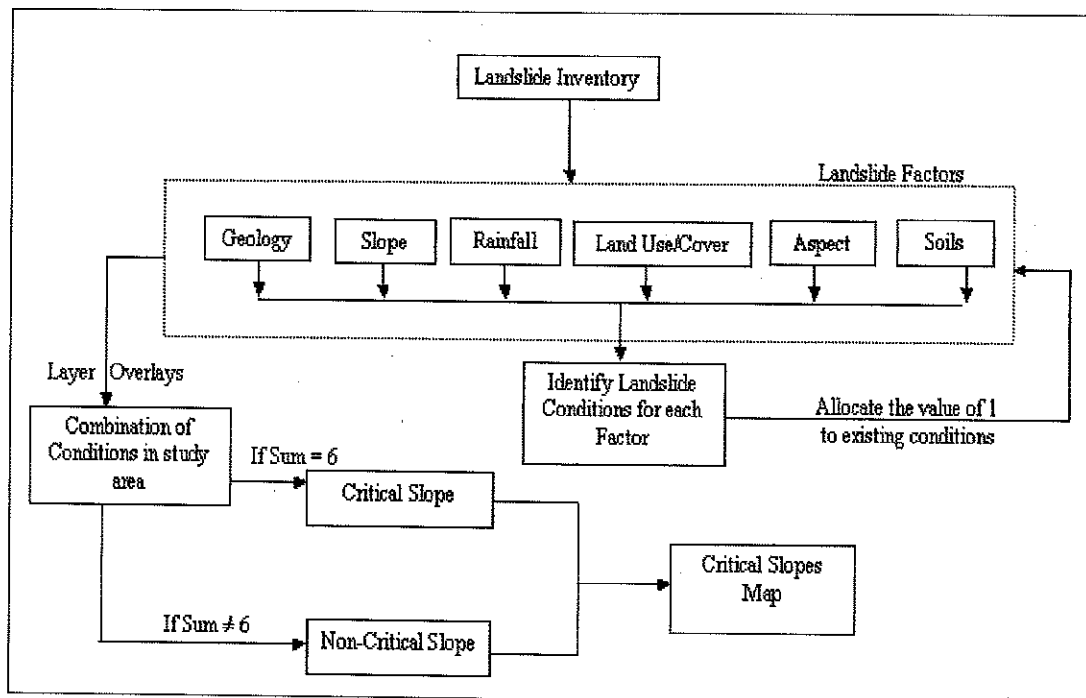 Landslide Inventory
Landslide Factors
Geology
Slope
Rainfall
Land Use/Cover
Aspect
Soils
Layer Overlays
Identify Landslide
Conditions for each
Factor
Allocate the value of 1
to existing conditions
Combination of
Conditions in study
area
If Sum = 6
Critical Slope
Critical Slopes
Map
If Sum ≠ 6
Non-Critical Slope